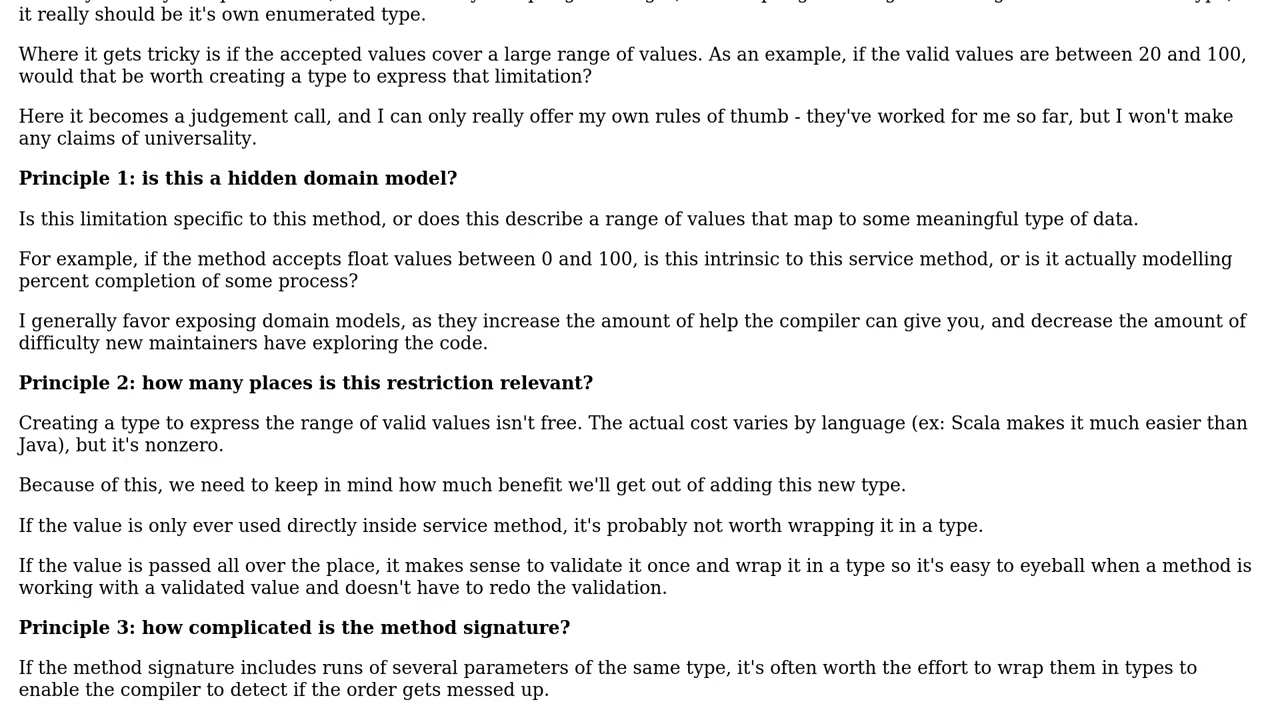 it really should be it's own enumerated type.
Where it gets tricky is if the accepted values cover a large range of values. As an example, if the valid values are between 20 and 100,
would that be worth creating a type to express that limitation?
Here it becomes a judgement call, and I can only really offer my own rules of thumb - they've worked for me so far, but I won't make
any claims of universality.
Principle 1: is this a hidden domain model?
Is this limitation specific to this method, or does this describe a range of values that map to some meaningful type of data.
For example, if the method accepts float values between 0 and 100, is this intrinsic to this service method, or is it actually modelling
percent completion of some process?
I generally favor exposing domain models, as they increase the amount of help the compiler can give you, and decrease the amount of
difficulty new maintainers have exploring the code.
Principle 2: how many places is this restriction relevant?
Creating a type to express the range of valid values isn't free. The actual cost varies by language (ex: Scala makes it much easier than
Java), but it's nonzero.
Because of this, we need to keep in mind how much benefit we'll get out of adding this new type.
If the value is only ever used directly inside service method, it's probably not worth wrapping it in a type.
If the value is passed all over the place, it makes sense to validate it once and wrap it in a type so it's easy to eyeball when a method is
working with a validated value and doesn't have to redo the validation.
Principle 3: how complicated is the method signature?
If the method signature includes runs of several parameters of the same type, it's often worth the effort to wrap them in types to
enable the compiler to detect if the order gets messed up.